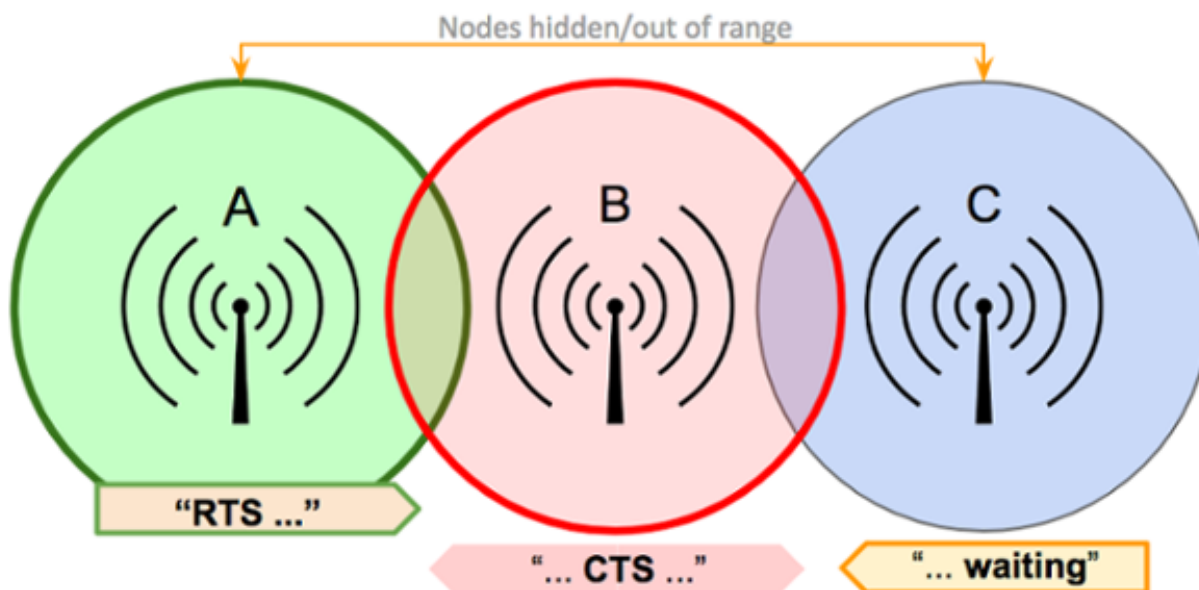 Nodes hidden/out of range
A
B
C
“RTS ...”
“... CTS ...”
“... waiting”